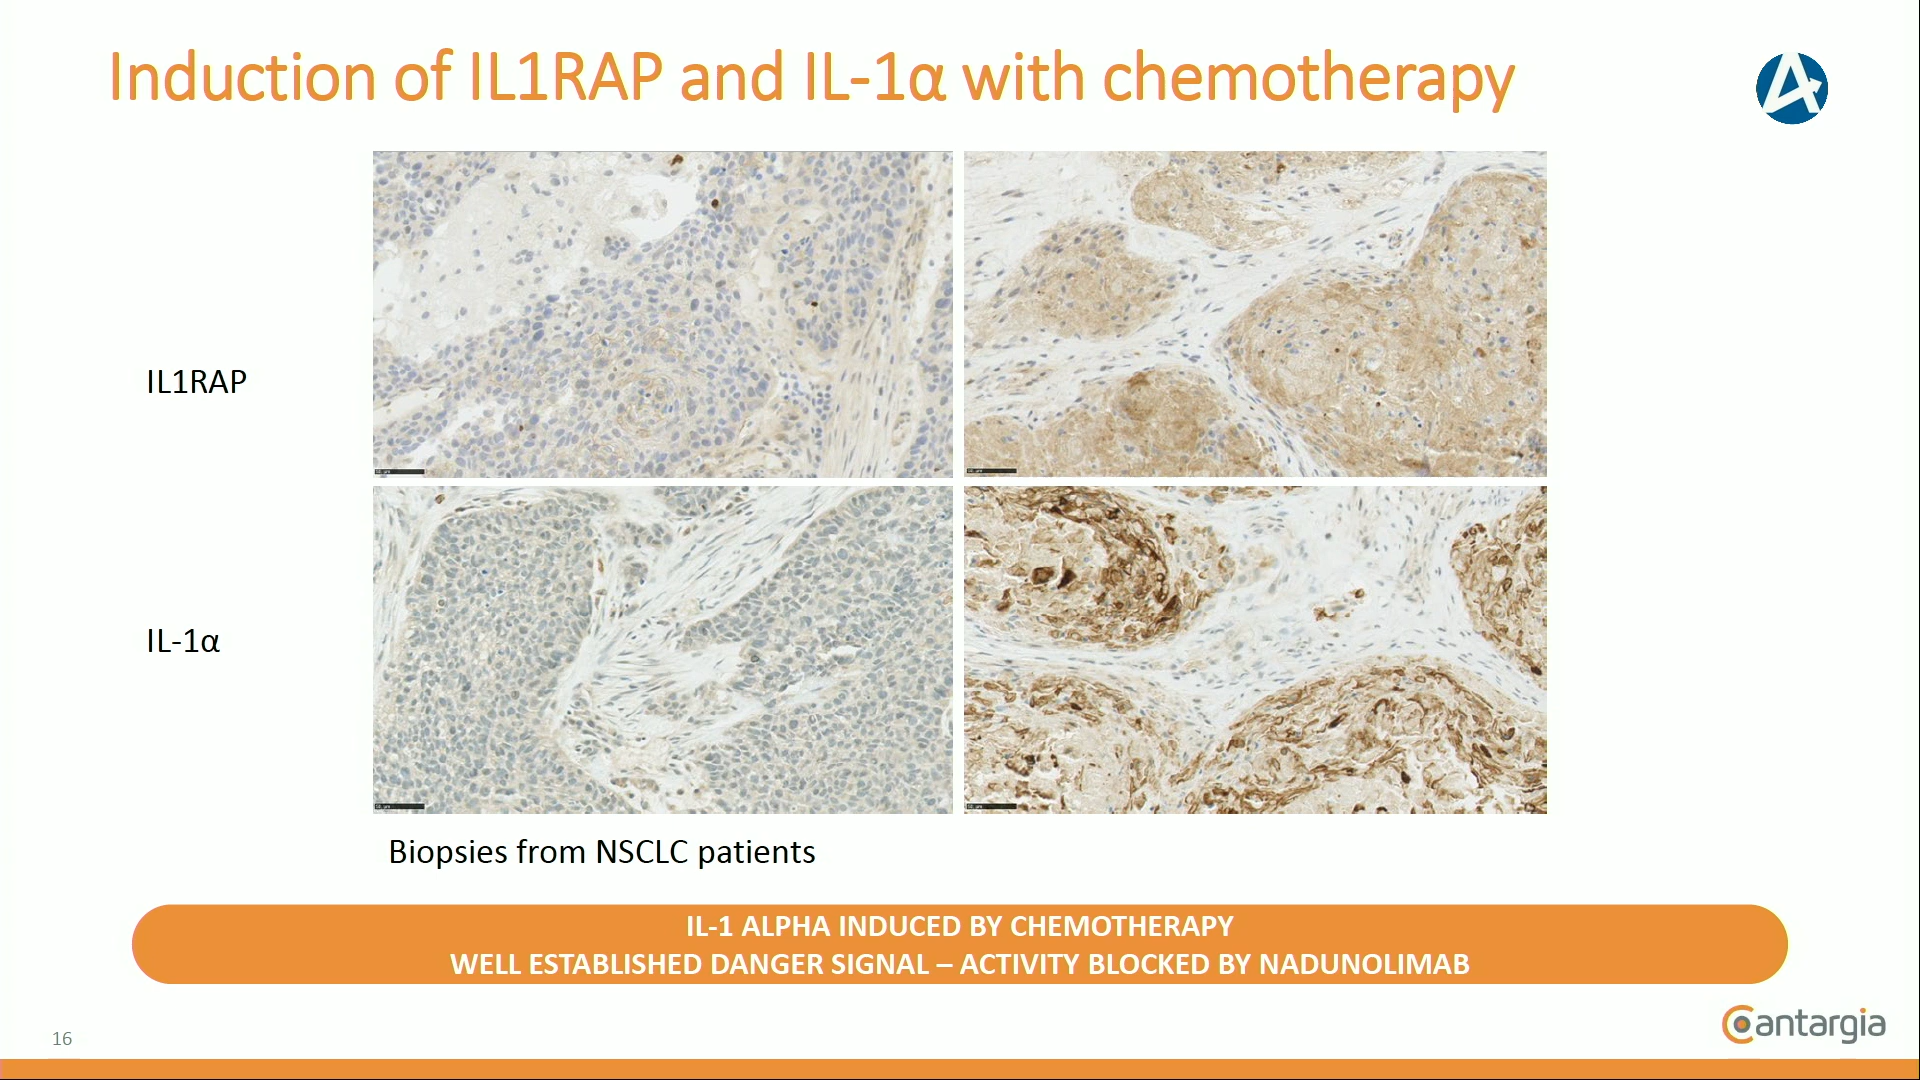 Induction of IL1RAP and IL-1α with chemotherapy
IL1RAP
IL-1α
Biopsies from NSCLC patients
IL-1 ALPHA INDUCED BY CHEMOTHERAPY
WELL ESTABLISHED DANGER SIGNAL – ACTIVITY BLOCKED BY NADUNOLIMAB
16
Cantargia